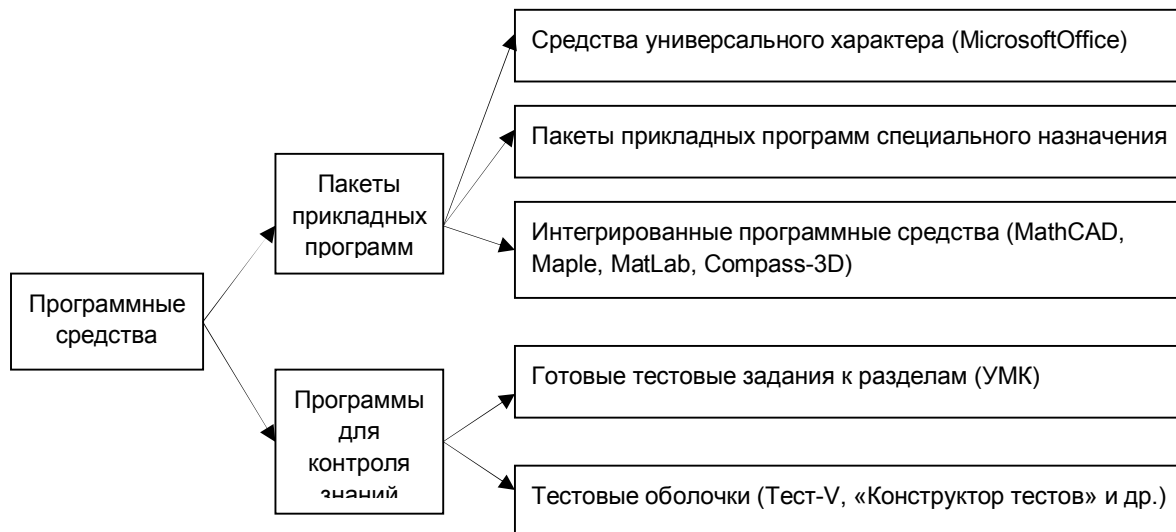 Программные
средства
Пакеты
прикладных
программ
Средства универсального характера (MicrosoftOffice)
Пакеты прикладных программ специального назначения
Интегрированные программные средства (MathCAD,
Maple, MatLab, Compass-3D)
Программы
для
контроля
знаний
Готовые тестовые задания к разделам (УМК)
Тестовые оболочки (Тест-V, «Конструктор тестов» и др.)